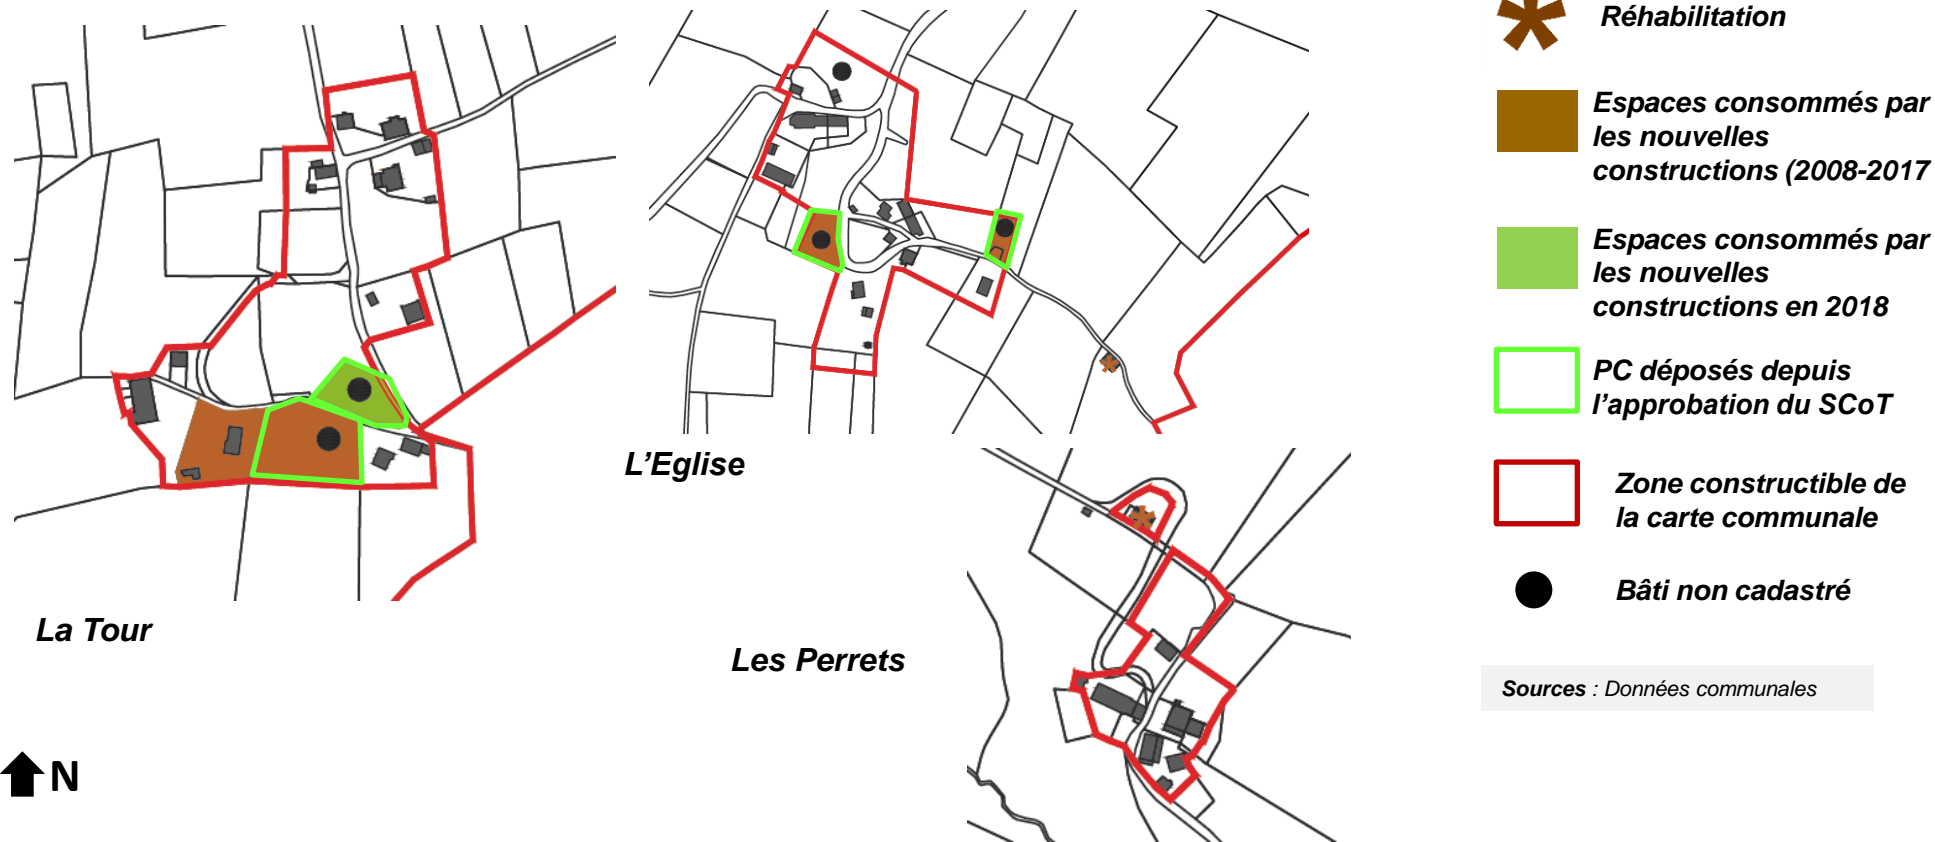 Réhabilitation
Espaces consommés par
les nouvelles
constructions (2008-2017
Espaces consommés par
les nouvelles
constructions en 2018
PC déposés depuis
l’approbation du SCoT
Zone constructible de
la carte communale
Bâti non cadastré
Sources : Données communales
L’Eglise
La Tour
Les Perrets
N